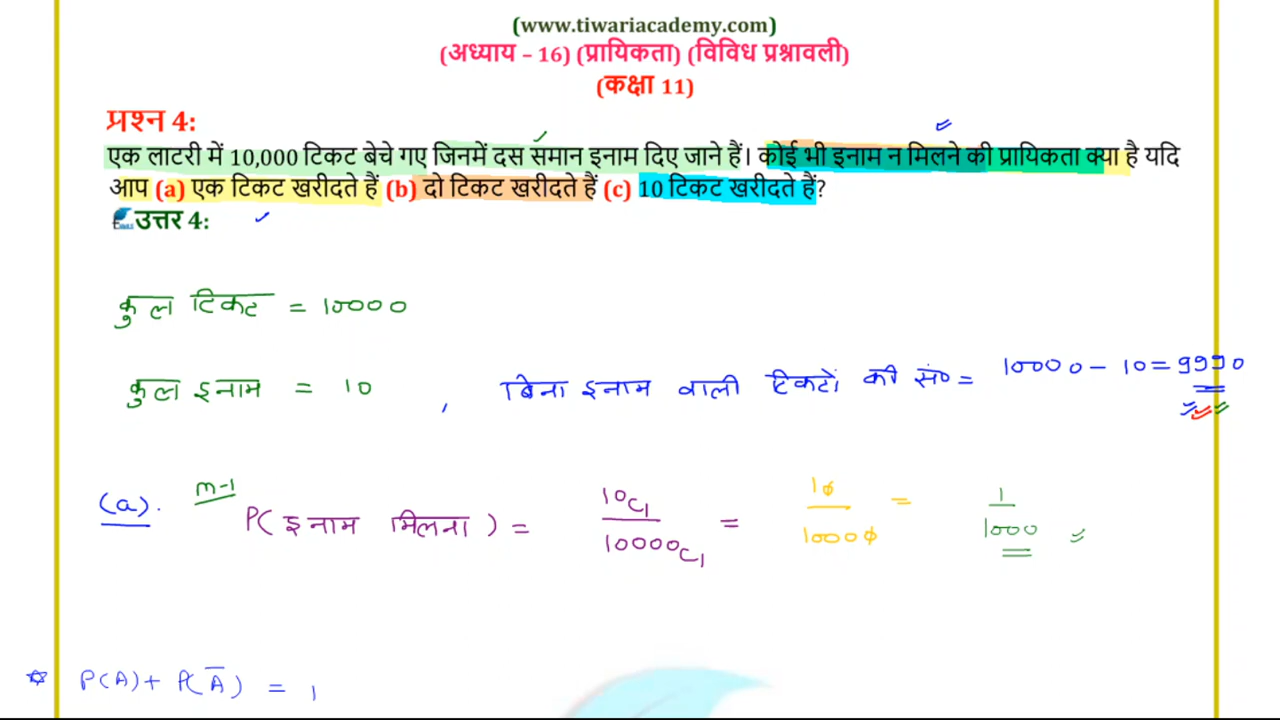 (www.tiwariacademy.com)
(अध्याय – 16) (प्रायिकता) (विविध प्रश्नावली)
(कक्षा 11)
प्रश्न 4:
एक लाटरी में 10,000 टिकट बेचे गए जिनमें दस समान इनाम दिए जाने हैं। कोई भी इनाम न मिलने की प्रायिकता क्या है यदि
आप (a) एक टिकट खरीदते हैं (b) दो टिकट खरीदते हैं (c) 10 टिकट खरीदते हैं?
उत्तर 4:
कुल टिकट = 10000
कुल इनाम = 10 , बिना इनाम वाली टिकटों की सं० = 10000 - 10 = 9990
(a). m-1 P(इनाम मिलना) = 10C1 / 10000C1 = 10 / 10000 = 1 / 1000
☆ P(A) + P(A̅) = 1